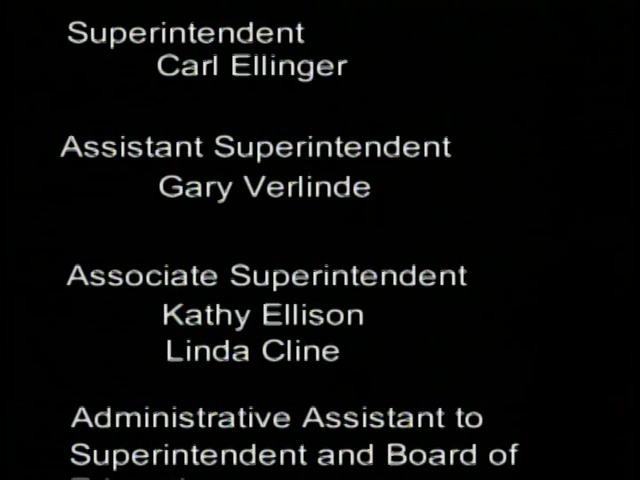 Superintendent
Carl Ellinger
Assistant Superintendent
Gary Verlinde
Associate Superintendent
Kathy Ellison
Linda Cline
Administrative Assistant to
Superintendent and Board of